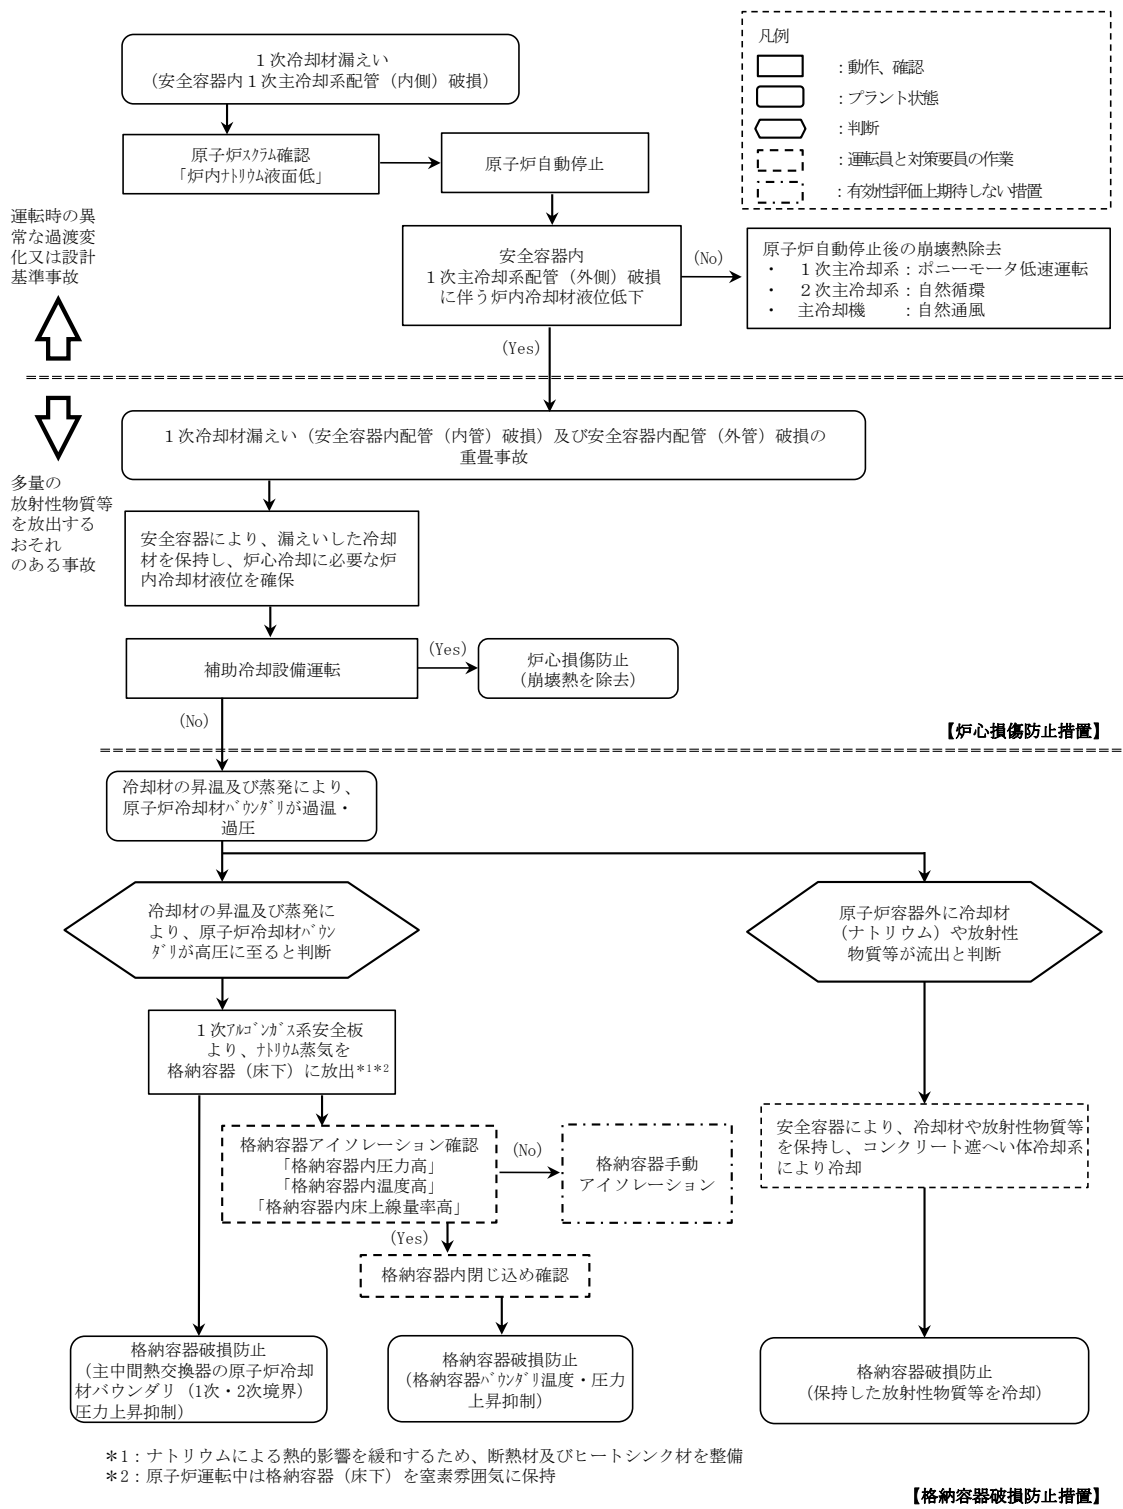 凡例
：動作、確認
：プラント状態
：判断
：運転員と対策要員の作業
：有効性評価上期待しない措置
１次冷却材漏えい
（安全容器内１次主冷却系配管（内側）破損）
原子炉ｽｸﾗﾑ確認
「炉内ﾅﾄﾘｳﾑ液面低」
原子炉自動停止
運転時の異
常な過渡変
化又は設計
基準事故
安全容器内
１次主冷却系配管（外側）破損
に伴う炉内冷却材液位低下
(No)
原子炉自動停止後の崩壊熱除去
・　１次主冷却系：ポニーモータ低速運転
・　２次主冷却系：自然循環
・　主冷却機　　：自然通風
(Yes)
多量の
放射性物質等
を放出する
おそれ
のある事故
１次冷却材漏えい（安全容器内配管（内管）破損）及び安全容器内配管（外管）破損の
重畳事故
安全容器により、漏えいした冷却
材を保持し、炉心冷却に必要な炉
内冷却材液位を確保
補助冷却設備運転
(Yes)
炉心損傷防止
（崩壊熱を除去）
(No)
【炉心損傷防止措置】
冷却材の昇温及び蒸発により、
原子炉冷却材ﾊﾞｳﾝﾀﾞﾘが過温・
過圧
冷却材の昇温及び蒸発に
より、原子炉冷却材ﾊﾞｳﾝ
ﾀﾞﾘが高圧に至ると判断
原子炉容器外に冷却材
（ナトリウム）や放射性
物質等が流出と判断
１次ｱﾙｺﾞﾝｶﾞｽ系安全板
より、ﾅﾄﾘｳﾑ蒸気を
格納容器（床下）に放出*1*2
格納容器アイソレーション確認
「格納容器内圧力高」
「格納容器内温度高」
「格納容器内床上線量率高」
(No)
格納容器手動
アイソレーション
安全容器により、冷却材や放射性物質等
を保持し、コンクリート遮へい体冷却系
により冷却
(Yes)
格納容器内閉じ込め確認
格納容器破損防止
（主中間熱交換器の原子炉冷却
材バウンダリ（1次・2次境界）
圧力上昇抑制）
格納容器破損防止
（格納容器ﾊﾞｳﾝﾀﾞﾘ温度・圧力
上昇抑制）
格納容器破損防止
（保持した放射性物質等を冷却）
＊1：ナトリウムによる熱的影響を緩和するため、断熱材及びヒートシンク材を整備
＊2：原子炉運転中は格納容器（床下）を窒素雰囲気に保持
【格納容器破損防止措置】